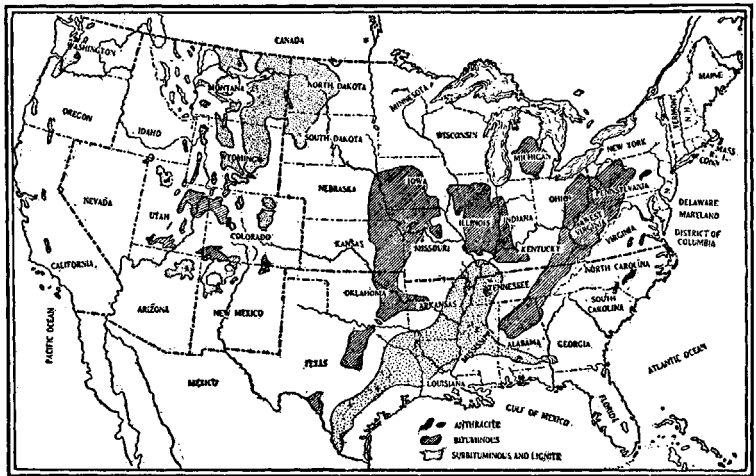 CANADA
WASHINGTON
MONTANA
NORTH DAKOTA
MINNESOTA
MAINE
VERMONT
N.H.
OREGON
IDAHO
SOUTH DAKOTA
WISCONSIN
MICHIGAN
NEW YORK
MASS.
CONN.
WYOMING
NEBRASKA
IOWA
PENNSYLVANIA
NEVADA
UTAH
COLORADO
ILLINOIS
INDIANA
OHIO
WEST
VIRGINIA
DELAWARE
MARYLAND
DISTRICT OF
COLUMBIA
KANSAS
MISSOURI
KENTUCKY
VIRGINIA
CALIFORNIA
NORTH CAROLINA
TENNESSEE
OKLAHOMA
ARKANSAS
SOUTH
CAROLINA
ARIZONA
NEW MEXICO
ALABAMA
GEORGIA
PACIFIC OCEAN
TEXAS
LOUISIANA
ATLANTIC OCEAN
MEXICO
FLORIDA
GULF OF MEXICO
ANTHRACITE
BITUMINOUS
SUBBITUMINOUS AND LIGNITE